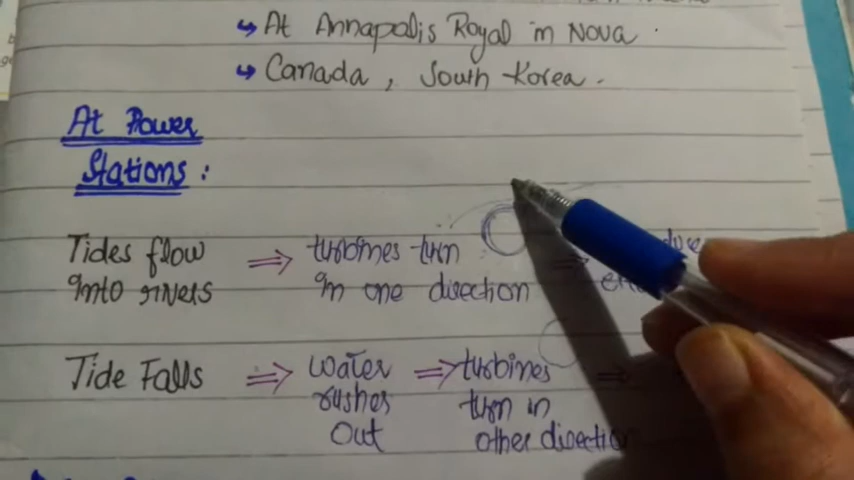 ↪ At Annapolis Royal in Nova
↪ Canada, South Korea.
At Power
Stations:
Tides flow ⇒ turbines turn ⇒
into rivers in one direction
Tide Falls ⇒ water ⇒ turbines ⇒
rushes turn in
Out other direction